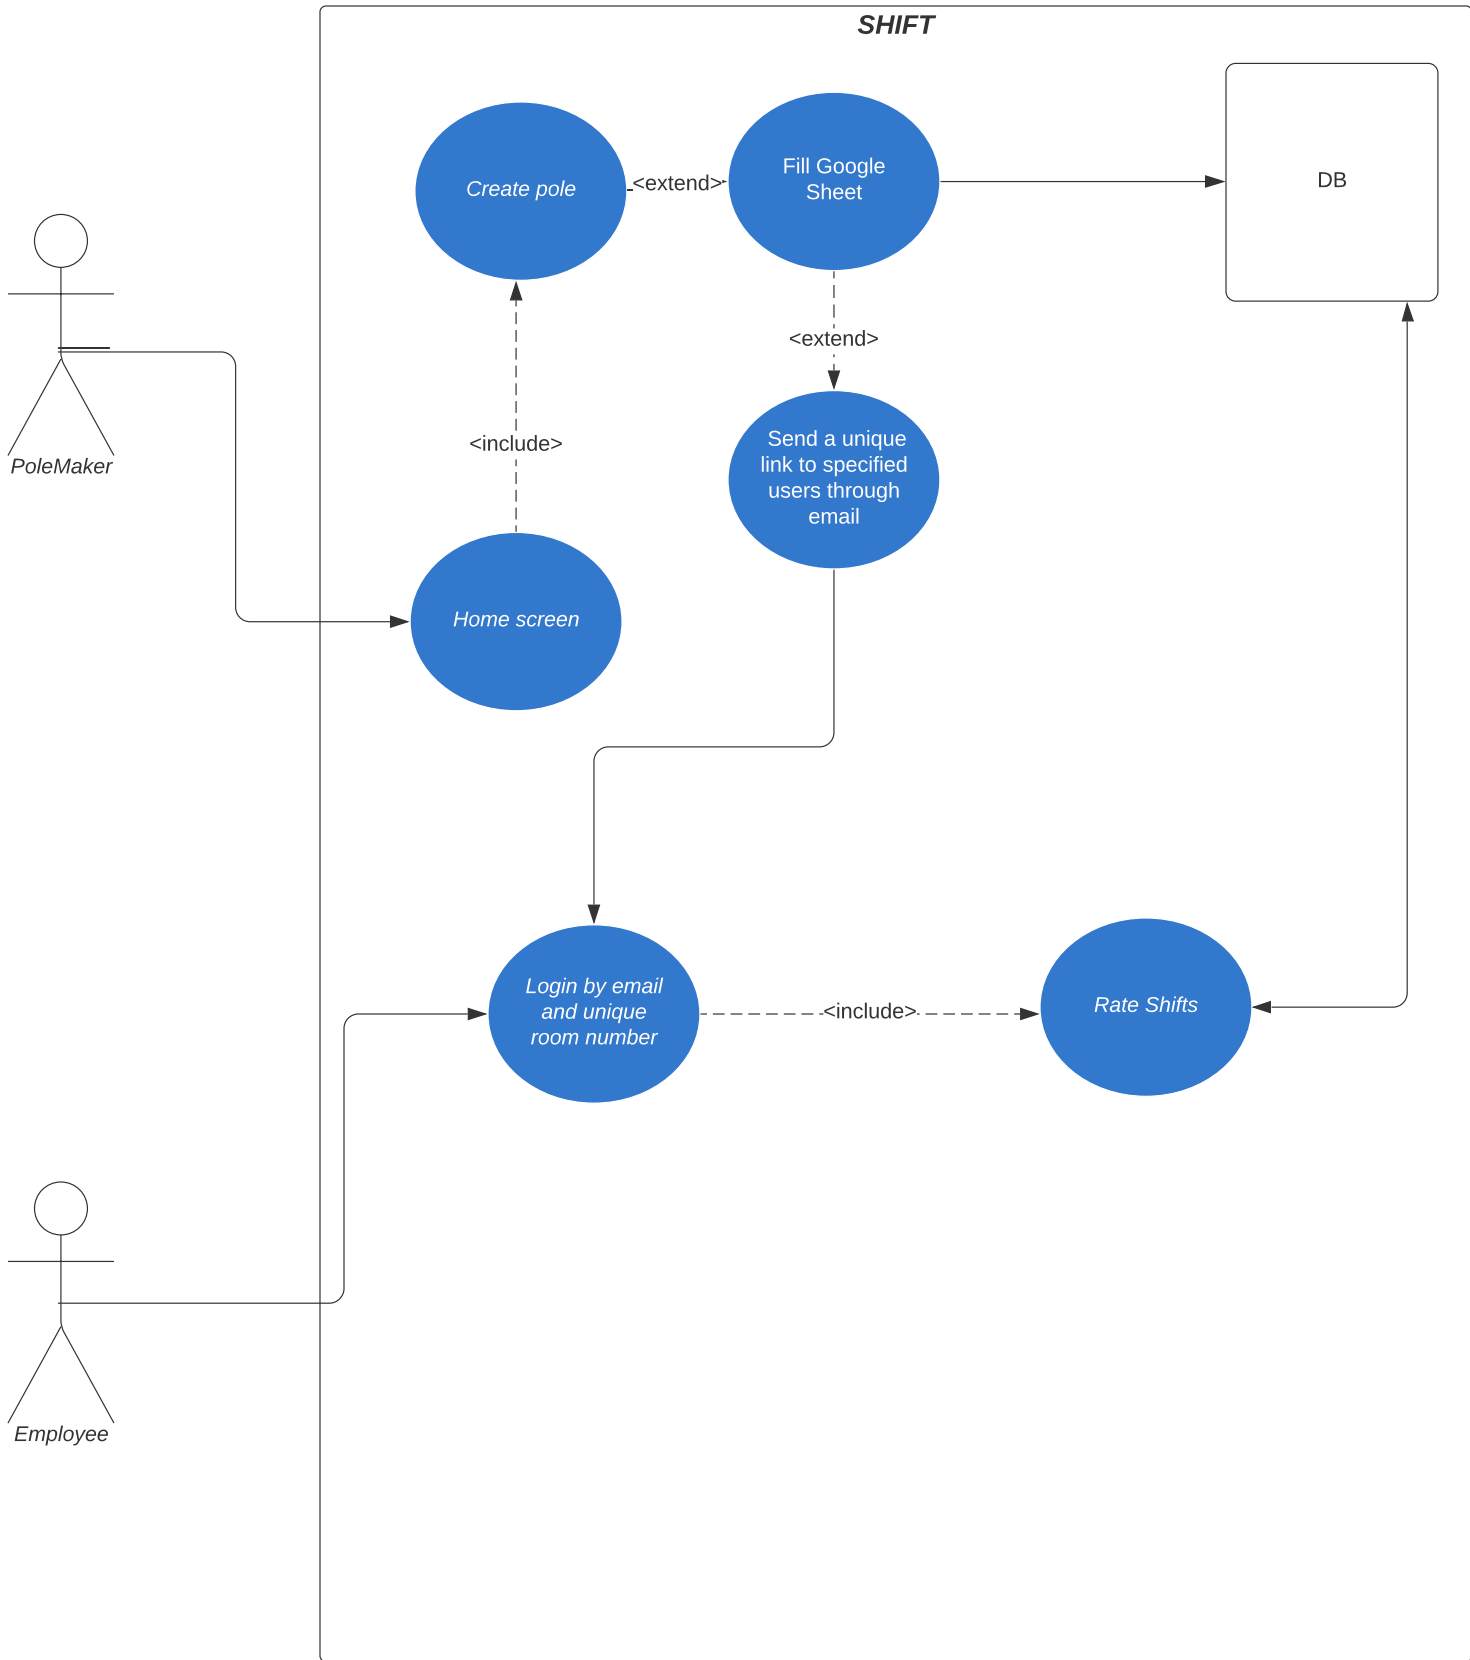 SHIFT
Create pole
<extend>
Fill Google
Sheet
DB
<extend>
PoleMaker
<include>
Send a unique
link to specified
users through
email
Home screen
Login by email
and unique
room number
<include>
Rate Shifts
Employee